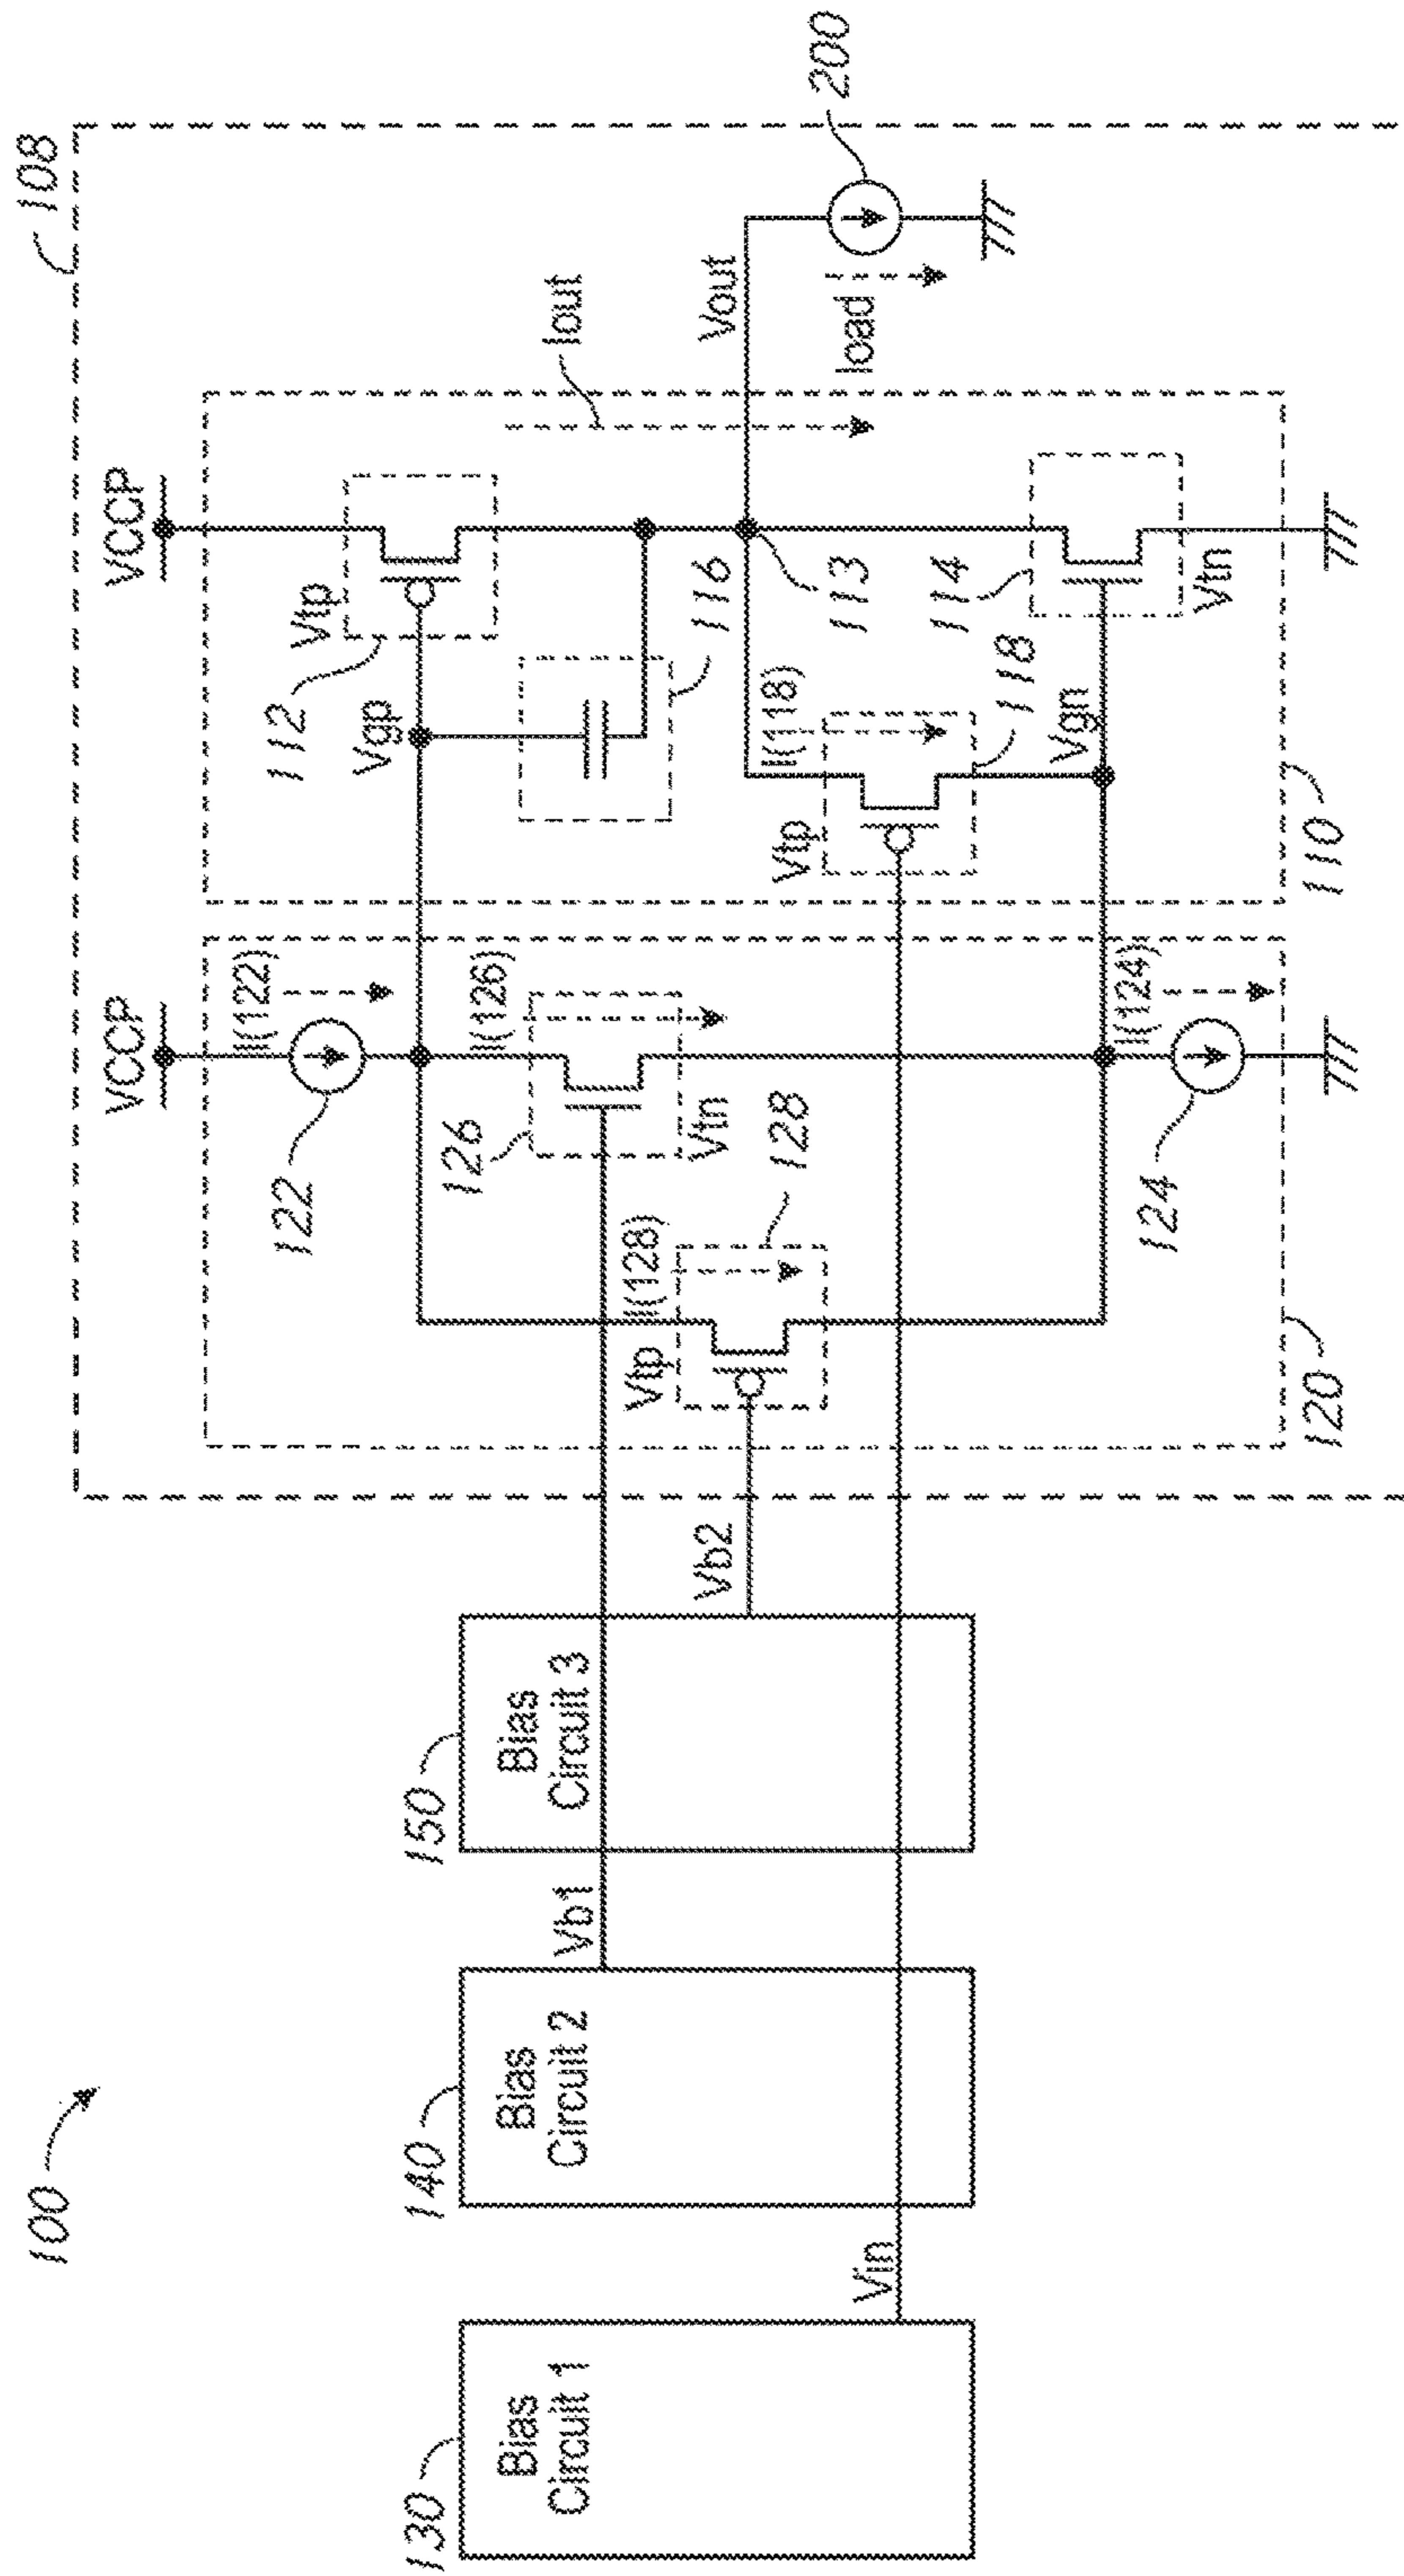 100
108
130
Bias
Circuit 1
Vin
140
Bias
Circuit 2
Vb1
150
Bias
Circuit 3
Vb2
VCCP
I(122)
122
I(126)
126
Vtn
I(128)
Vtp
128
I(124)
124
120
VCCP
Vtp
112
Vgp
116
Iout
Vout
113
I(118)
Vtp
118
Vgn
114
Vtn
110
Iload
200